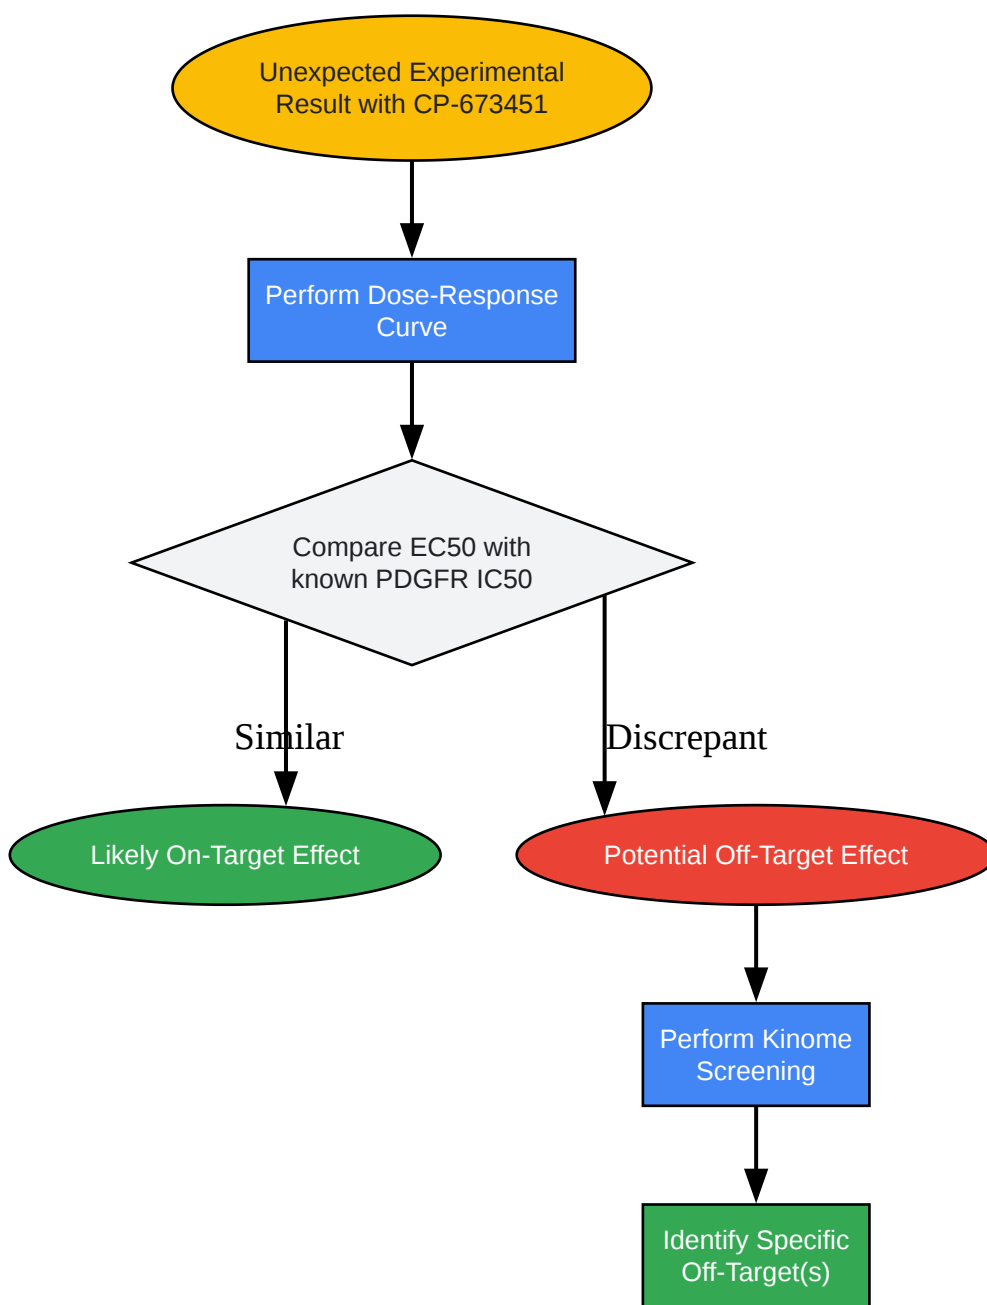 Unexpected Experimental
Result with CP-673451
Perform Dose-Response
Curve
Compare EC50 with
known PDGFR IC50
Similar
Discrepant
Likely On-Target Effect
Potential Off-Target Effect
Perform Kinome
Screening
Identify Specific
Off-Target(s)